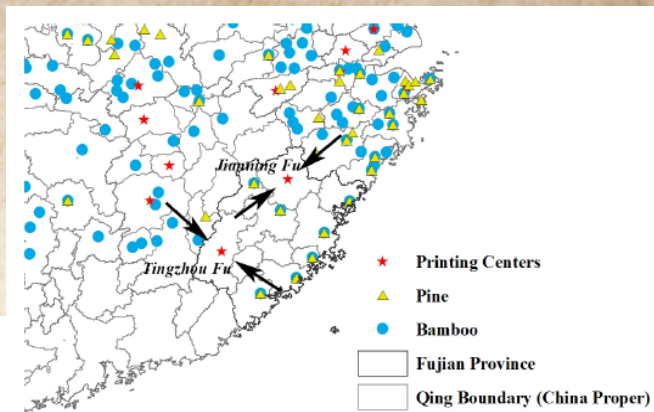 Jianning Fu
Tingzhou Fu
Printing Centers
Pine
Bamboo
Fujian Province
Qing Boundary (China Proper)